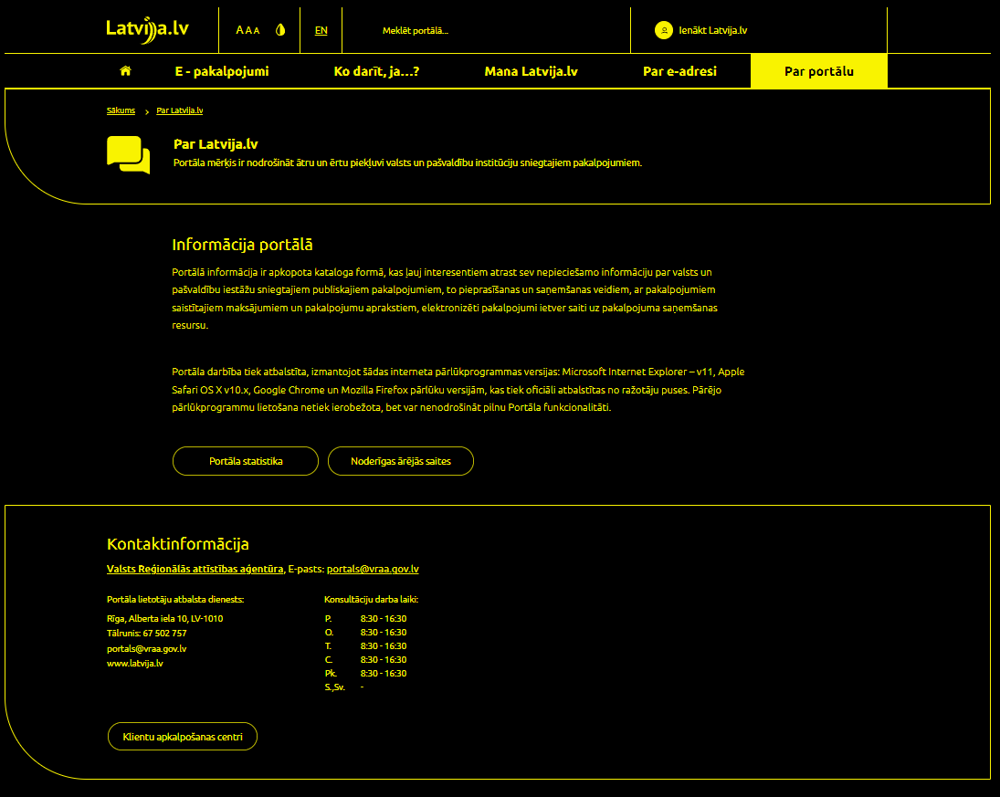 Latvija.lv
A A A
EN
Meklēt portālā...
Ienākt Latvija.lv
E - pakalpojumi
Ko darīt, ja...?
Mana Latvija.lv
Par e-adresi
Par portālu
Sākums > Par Latvija.lv
Par Latvija.lv
Portāla mērķis ir nodrošināt ātru un ērtu piekļuvi valsts un pašvaldību institūciju sniegtajiem pakalpojumiem.
Informācija portālā
Portālā informācija ir apkopota kataloga formā, kas ļauj interesentiem atrast sev nepieciešamo informāciju par valsts un
pašvaldību iestāžu sniegtajiem publiskajiem pakalpojumiem, to pieprasīšanas un saņemšanas veidiem, ar pakalpojumiem
saistītajiem maksājumiem un pakalpojumu aprakstiem, elektronizēti pakalpojumi ietver saiti uz pakalpojuma saņemšanas
resursu.
Portāla darbība tiek atbalstīta, izmantojot šādas interneta pārlūkprogrammas versijas: Microsoft Internet Explorer – v11, Apple
Safari OS X v10.x, Google Chrome un Mozilla Firefox pārlūku versijām, kas tiek oficiāli atbalstītas no ražotāju puses. Pārējo
pārlūkprogrammu lietošana netiek ierobežota, bet var nenodrošināt pilnu Portāla funkcionalitāti.
Portāla statistika
Noderīgas ārējās saites
Kontaktinformācija
Valsts Reģionālās attīstības aģentūra, E-pasts: portals@vraa.gov.lv
Portāla lietotāju atbalsta dienests:
Rīga, Alberta iela 10, LV-1010
Tālrunis: 67 502 757
portals@vraa.gov.lv
www.latvija.lv
Konsultāciju darba laiki:
P. 8:30 - 16:30
O. 8:30 - 16:30
T. 8:30 - 16:30
C. 8:30 - 16:30
Pk. 8:30 - 16:30
S.,Sv. -
Klientu apkalpošanas centri